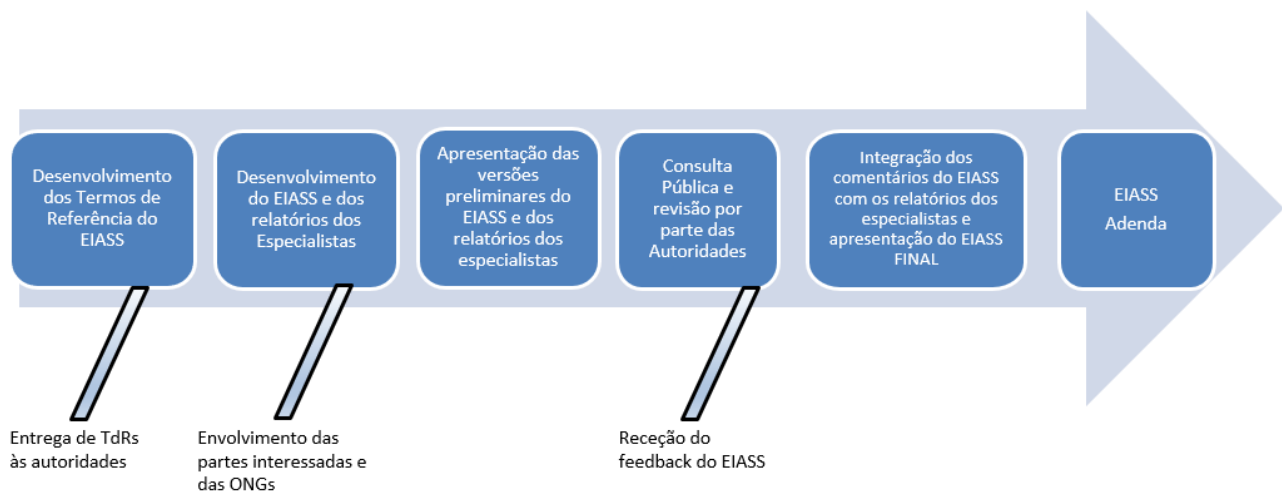 Desenvolvimento
dos Termos de
Referência do
EIASS
Desenvolvimento
do EIASS e dos
relatórios dos
Especialistas
Apresentação das
versões
preliminares do
EIASS e dos
relatórios dos
especialistas
Consulta
Pública e
revisão por
parte das
Autoridades
Integração dos
comentários do EIASS
com os relatórios dos
especialistas e
apresentação do EIASS
FINAL
EIASS
Adenda
Entrega de TdRs
às autoridades
Envolvimento das
partes interessadas e
das ONGs
Receção do
feedback do EIASS